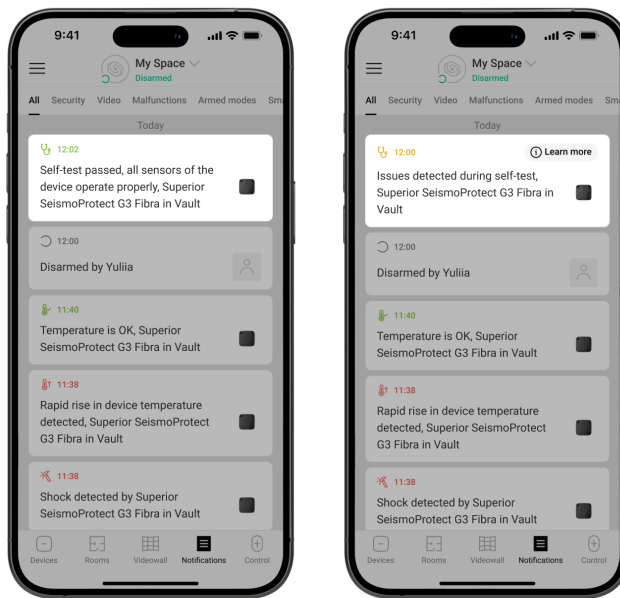 9:41
My Space
Disarmed
All Security Video Malfunctions Armed modes Sma
Today
12:02
Self-test passed, all sensors of the
device operate properly, Superior
SeismoProtect G3 Fibra in Vault
12:00
Disarmed by Yuliia
11:40
Temperature is OK, Superior
SeismoProtect G3 Fibra in Vault
11:38
Rapid rise in device temperature
detected, Superior SeismoProtect
G3 Fibra in Vault
11:38
Shock detected by Superior
SeismoProtect G3 Fibra in Vault
Devices Rooms Videowall Notifications Control
9:41
My Space
Disarmed
All Security Video Malfunctions Armed modes Sm
Today
12:00 Learn more
Issues detected during self-test,
Superior SeismoProtect G3 Fibra in
Vault
12:00
Disarmed by Yuliia
11:40
Temperature is OK, Superior
SeismoProtect G3 Fibra in Vault
11:38
Rapid rise in device temperature
detected, Superior SeismoProtect
G3 Fibra in Vault
11:38
Shock detected by Superior
SeismoProtect G3 Fibra in Vault
Devices Rooms Videowall Notifications Control